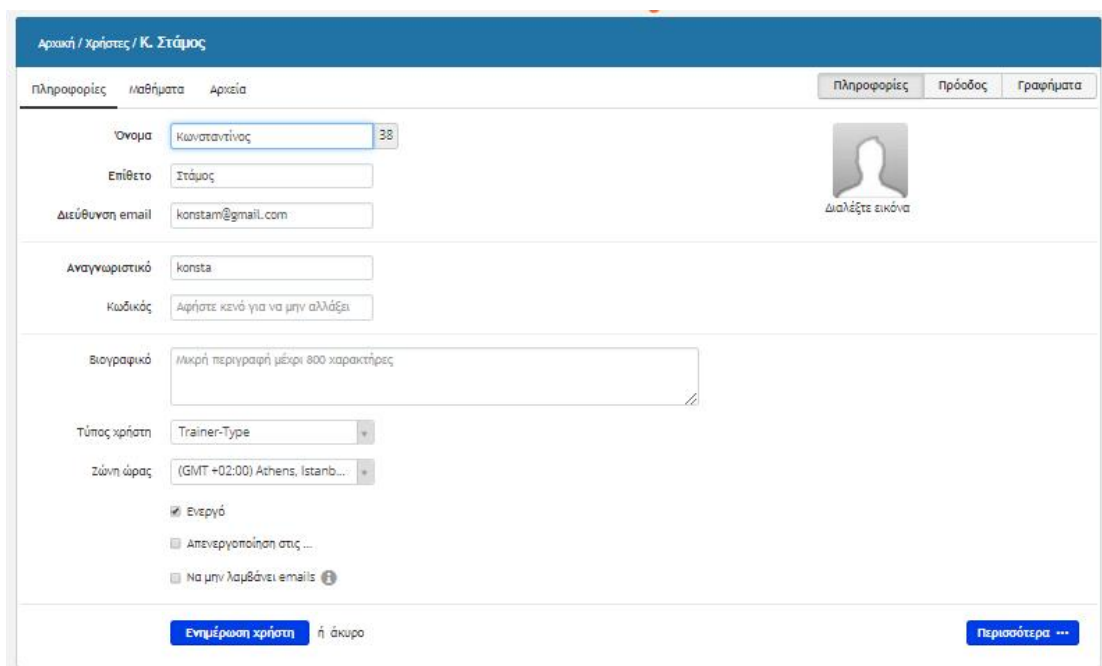 Αρχική / Χρήστες / Κ. Στάμος
Πληροφορίες Μαθήματα Αρχεία
Πληροφορίες Πρόοδος Γραφήματα
Όνομα Κωνσταντίνος 38
Επίθετο Στάμος
Διεύθυνση email konstam@gmail.com
Διαλέξτε εικόνα
Αναγνωριστικό konsta
Κωδικός Αφήστε κενό για να μην αλλάξει
Βιογραφικό Μικρή περιγραφή μέχρι 800 χαρακτήρες
Τύπος χρήστη Trainer-Type
Ζώνη ώρας (GMT +02:00) Athens, Istanb...
Ενεργό
Απενεργοποίηση στις ...
Να μην λαμβάνει emails
Ενημέρωση χρήστη ή άκυρο
Περισσότερα ···